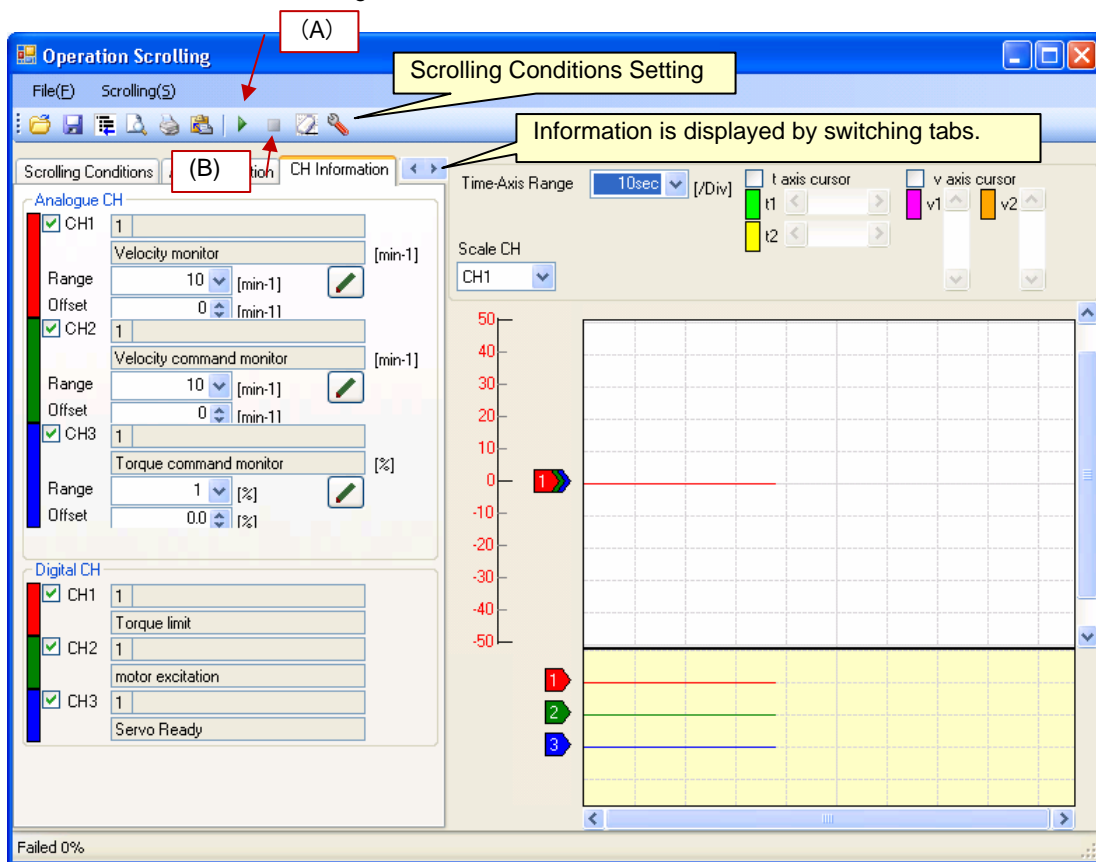 (A)
Operation Scrolling
Scrolling Conditions Setting
File(F) Scrolling(S)
Information is displayed by switching tabs.
(B)
Scrolling Conditions
CH Information
Time-Axis Range 10sec [/Div]
t axis cursor
v axis cursor
t1
v1 v2
t2
Scale CH
CH1
Analogue CH
CH1 1
Velocity monitor [min-1]
Range 10 [min-1]
Offset 0 [min-1]
CH2 1
Velocity command monitor [min-1]
Range 10 [min-1]
Offset 0 [min-1]
CH3 1
Torque command monitor [%]
Range 1 [%]
Offset 0.0 [%]
Digital CH
CH1 1
Torque limit
CH2 1
motor excitation
CH3 1
Servo Ready
50
40
30
20
10
0
1
-10
-20
-30
-40
-50
1
2
3
Failed 0%